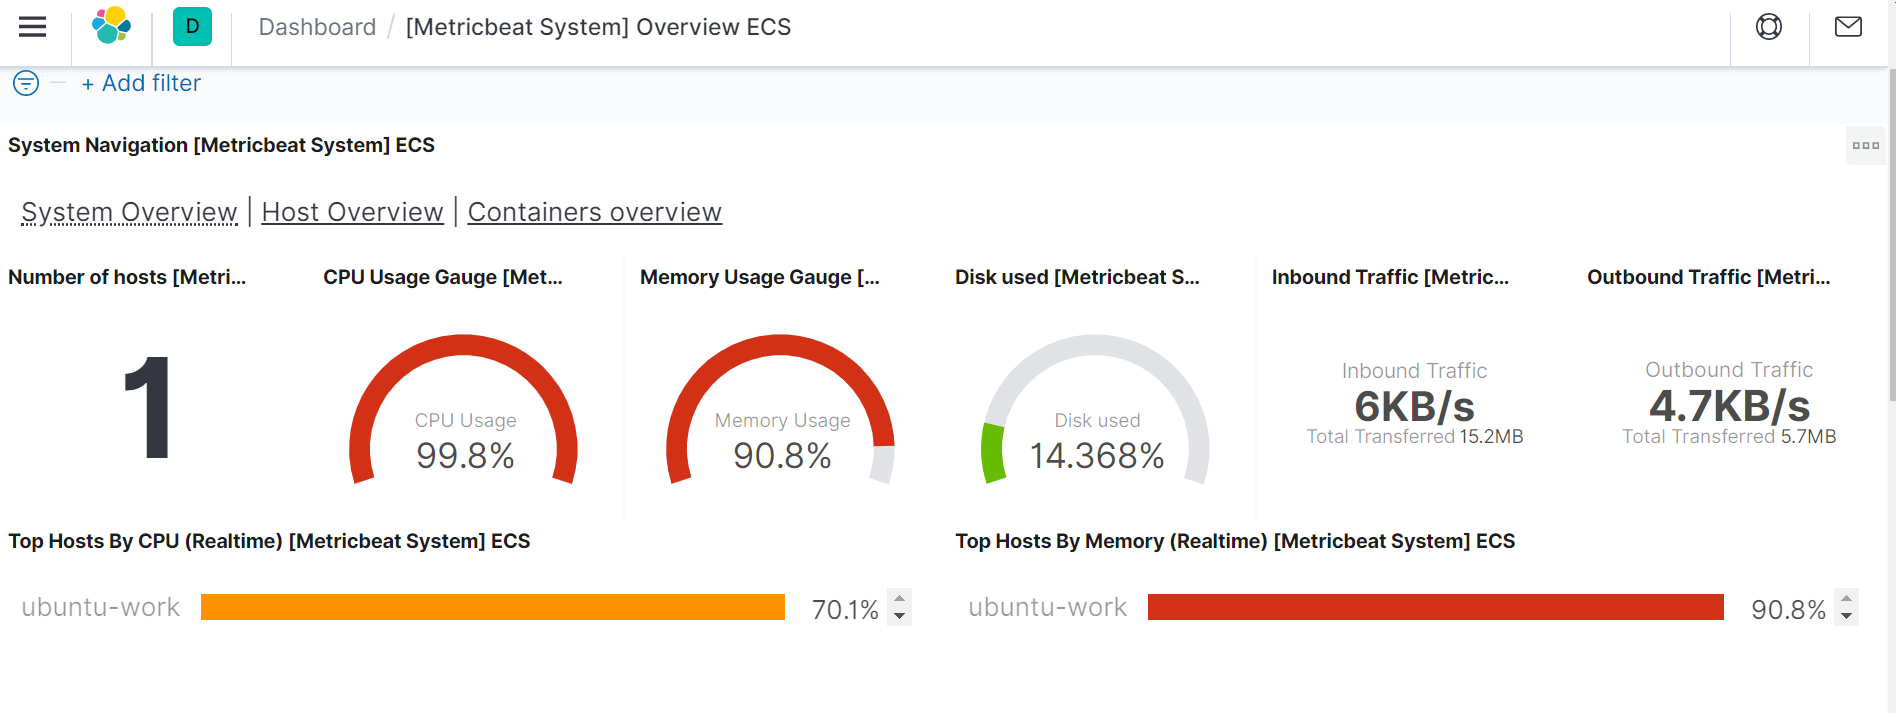 D Dashboard / [Metricbeat System] Overview ECS
+ Add filter
System Navigation [Metricbeat System] ECS
System Overview | Host Overview | Containers overview
Number of hosts [Metri...
1
CPU Usage Gauge [Met...
CPU Usage
99.8%
Memory Usage Gauge [...
Memory Usage
90.8%
Disk used [Metricbeat S...
Disk used
14.368%
Inbound Traffic [Metric...
Inbound Traffic
6KB/s
Total Transferred 15.2MB
Outbound Traffic [Metri...
Outbound Traffic
4.7KB/s
Total Transferred 5.7MB
Top Hosts By CPU (Realtime) [Metricbeat System] ECS
ubuntu-work 70.1%
Top Hosts By Memory (Realtime) [Metricbeat System] ECS
ubuntu-work 90.8%